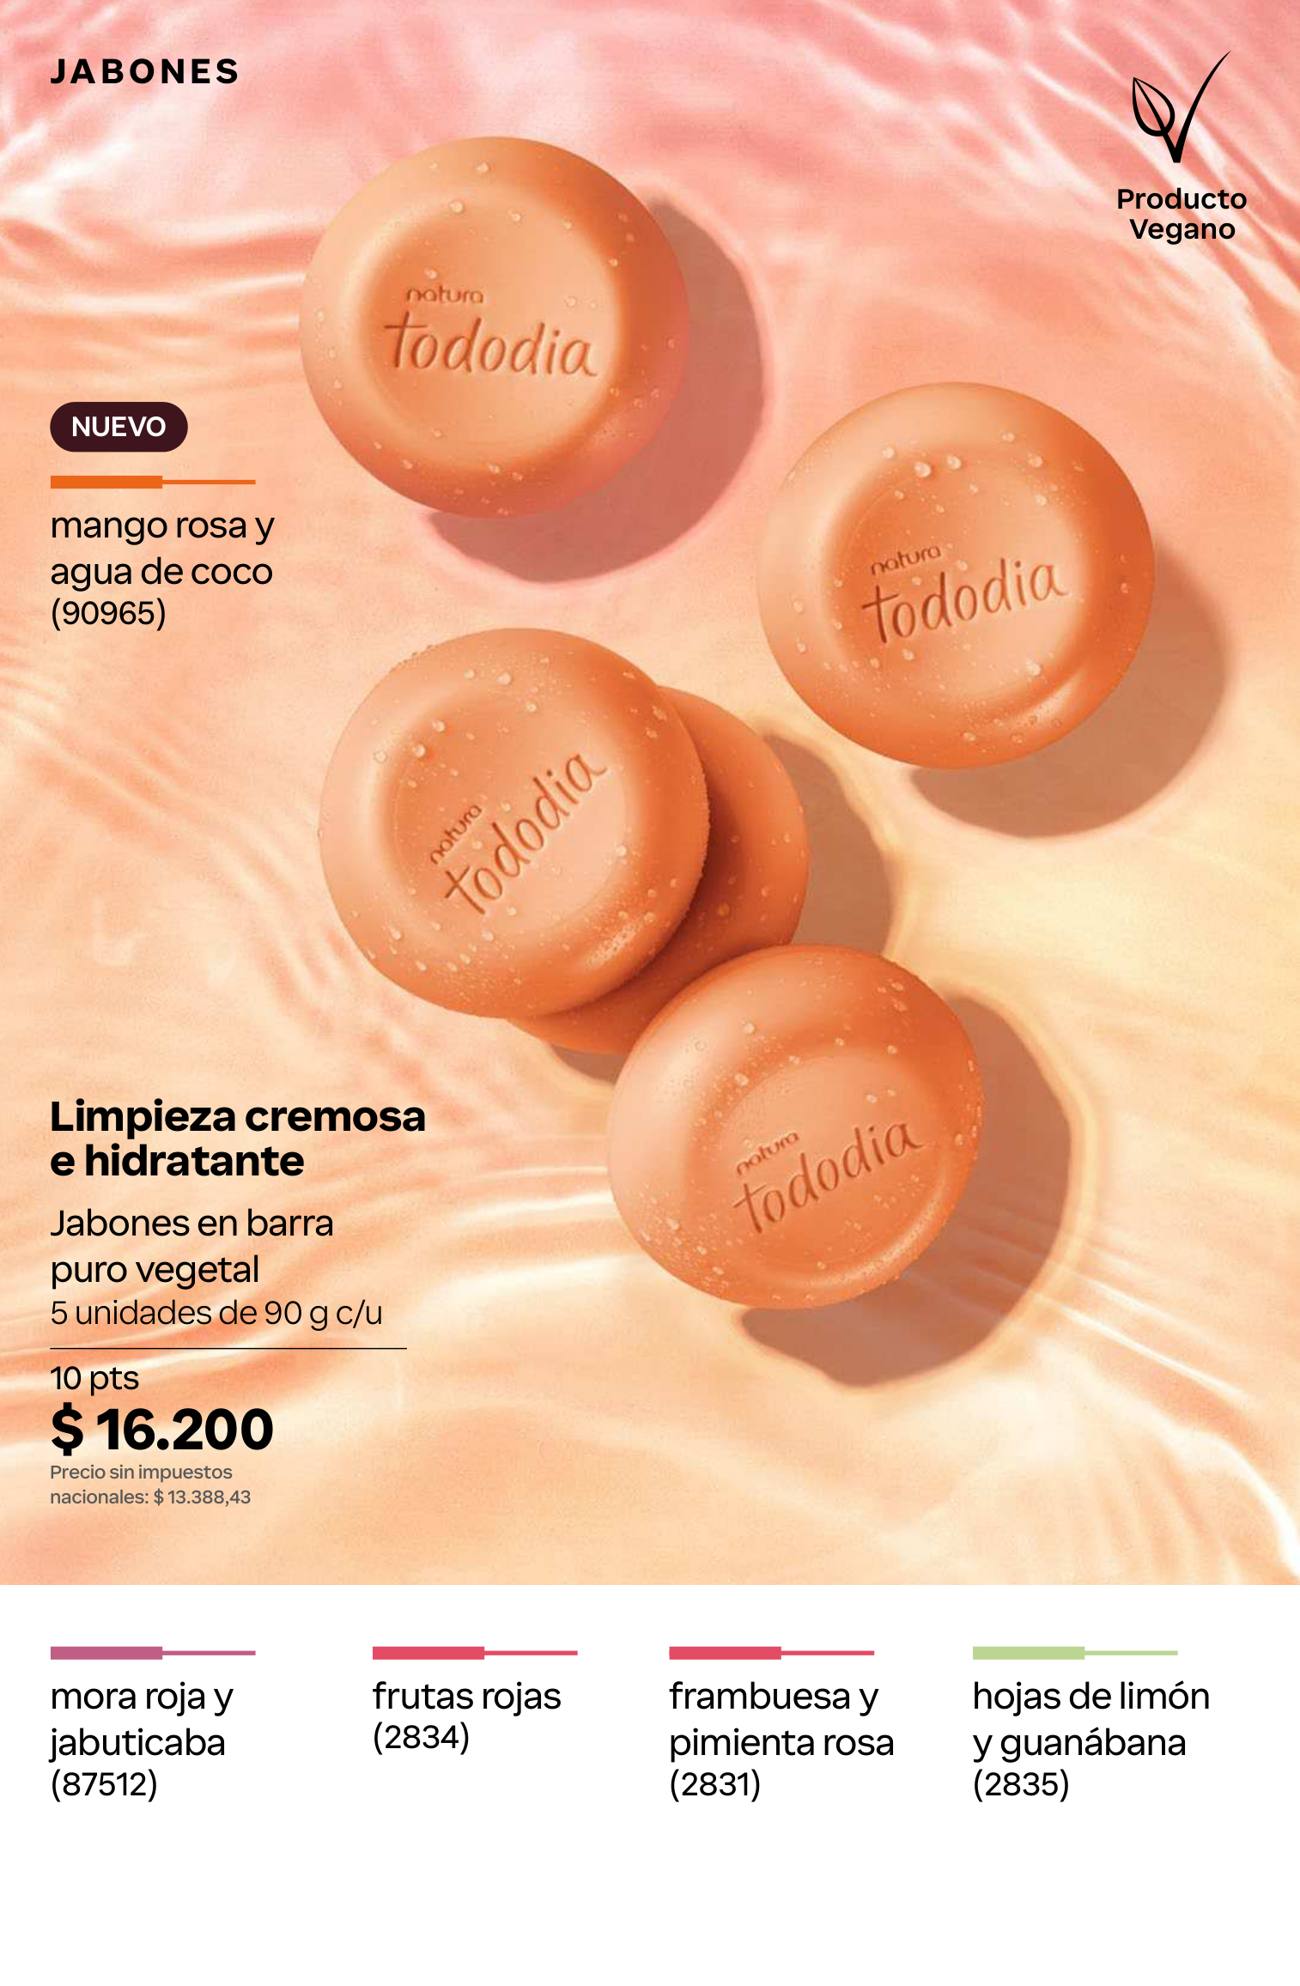 JABONES
Producto
Vegano
natura
tododia
NUEVO
mango rosa y
agua de coco
(90965)
natura
tododia
natura
tododia
natura
tododia
Limpieza cremosa
e hidratante
Jabones en barra
puro vegetal
5 unidades de 90 g c/u
10 pts
$ 16.200
Precio sin impuestos
nacionales: $ 13.388,43
mora roja y
jabuticaba
(87512)
frutas rojas
(2834)
frambuesa y
pimienta rosa
(2831)
hojas de limón
y guanábana
(2835)